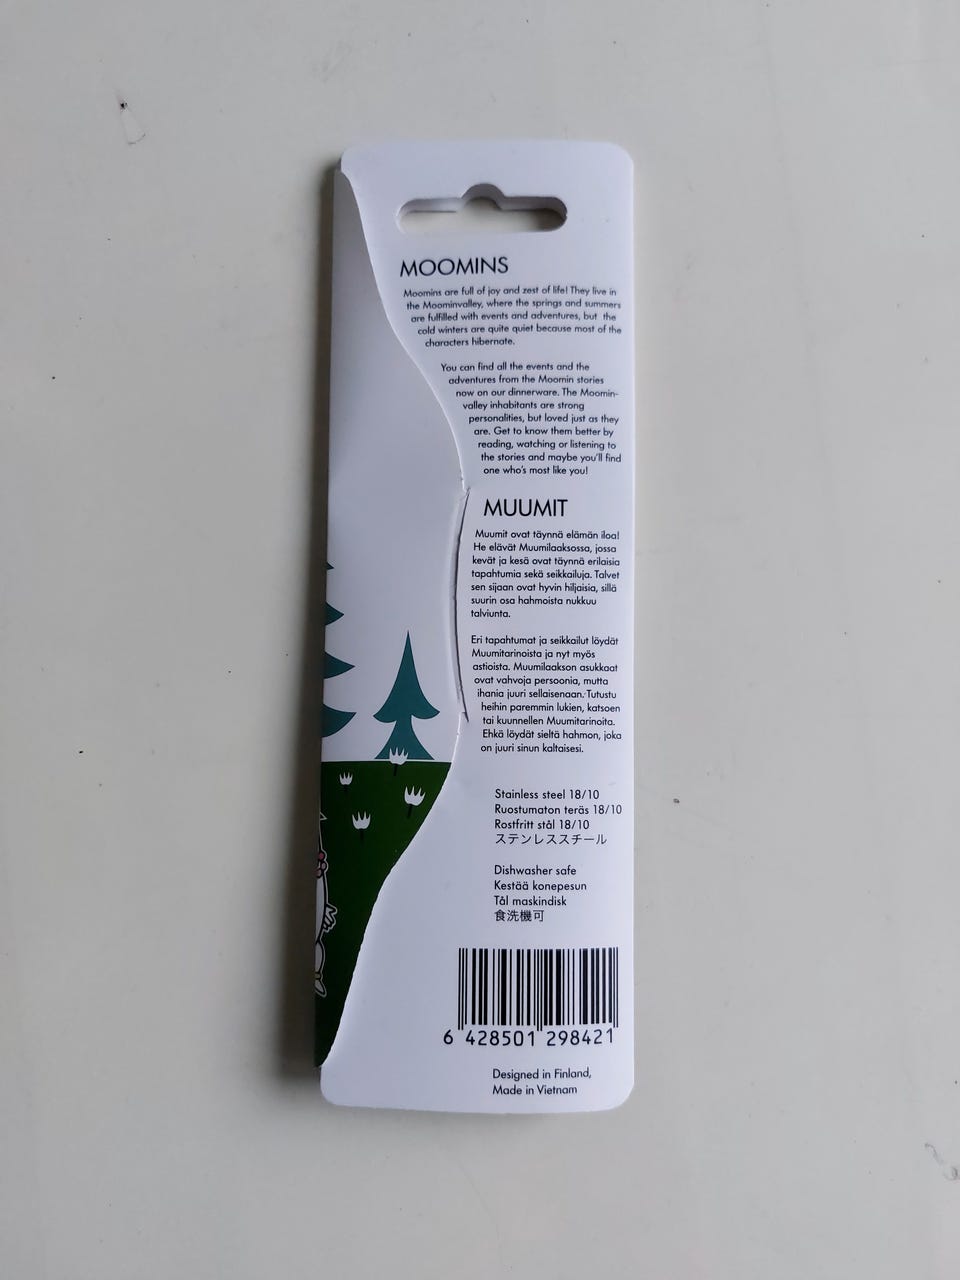 MOOMINS
Moomins are full of joy and zest of life! They live in
the Moominvalley, where the springs and summers
are fulfilled with events and adventures, but the
cold winters are quite quiet because most of the
characters hibernate.
You can find all the events and the
adventures from the Moomin stories
now on our dinnerware. The Moomin-
valley inhabitants are strong
personalities, but loved just as they
are. Get to know them better by
reading, watching or listening to
the stories and maybe you'll find
one who's most like you!
MUUMIT
Muumit ovat täynnä elämän iloa!
He elävät Muumilaaksossa, jossa
kevät ja kesä ovat täynnä erilaisia
tapahtumia sekä seikkailuja. Talvet
sen sijaan ovat hyvin hiljaisia, sillä
suurin osa hahmoista nukkuu
talviunta.
Eri tapahtumat ja seikkailut löydät
Muumitarinoista ja nyt myös
astioista. Muumilaakson asukkaat
ovat vahvoja persoonia, mutta
ihania juuri sellaisenaan. Tutustu
heihin paremmin lukien, katsoen
tai kuunnellen Muumitarinoita.
Ehkä löydät sieltä hahmon, joka
on juuri sinun kaltaisesi.
Stainless steel 18/10
Ruostumaton teräs 18/10
Rostfritt stål 18/10
ステンレススチール
Dishwasher safe
Kestää konepesun
Tål maskindisk
食洗機可
6 428501 298421
Designed in Finland,
Made in Vietnam